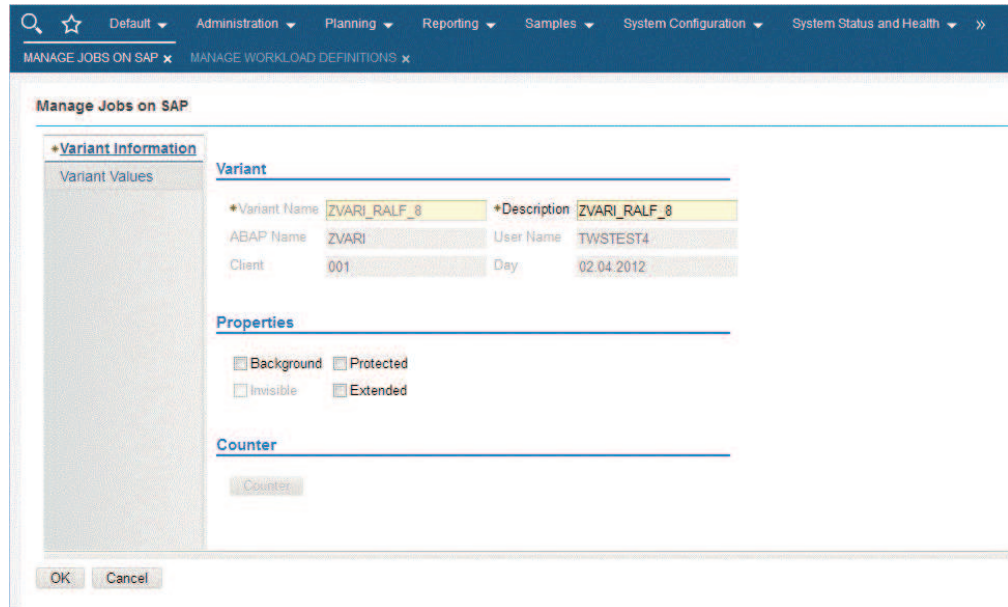 Default Administration Planning Reporting Samples System Configuration System Status and Health »
MANAGE JOBS ON SAP x MANAGE WORKLOAD DEFINITIONS x
Manage Jobs on SAP
Variant Information
Variant Values
Variant
Variant Name ZVARI_RALF_8 Description ZVARI_RALF_8
ABAP Name ZVARI User Name TWSTEST4
Client 001 Day 02.04.2012
Properties
Background Protected
Invisible Extended
Counter
Counter
OK Cancel